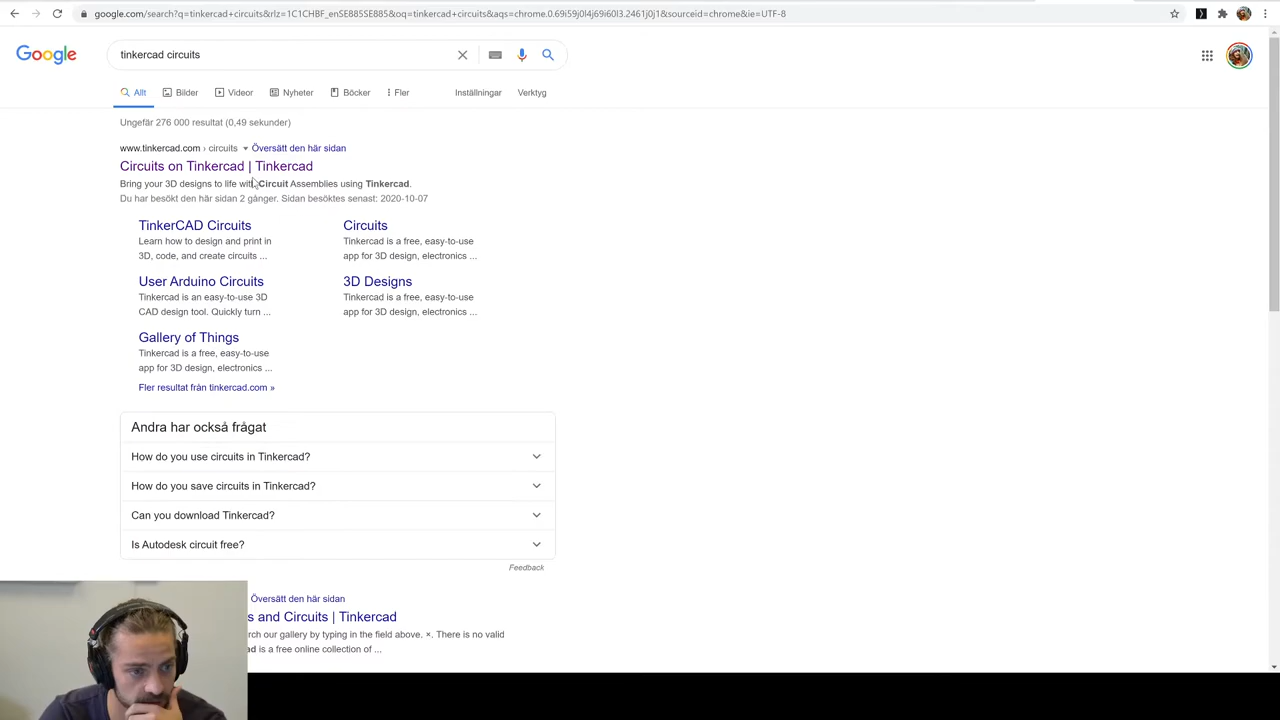 google.com/search?q=tinkercad+circuits&rlz=1C1CHBF_enSE885SE885&oq=tinkercad+circuits&aqs=chrome.0.69i59j0l4j69i60l3.2461j0j1&sourceid=chrome&ie=UTF-8
Google
tinkercad circuits
Allt Bilder Videor Nyheter Böcker Fler Inställningar Verktyg
Ungefär 276 000 resultat (0,49 sekunder)
www.tinkercad.com › circuits Översätt den här sidan
Circuits on Tinkercad | Tinkercad
Bring your 3D designs to life with Circuit Assemblies using Tinkercad.
Du har besökt den här sidan 2 gånger. Sidan besöktes senast: 2020-10-07
TinkerCAD Circuits
Learn how to design and print in
3D, code, and create circuits ...
Circuits
Tinkercad is a free, easy-to-use
app for 3D design, electronics ...
User Arduino Circuits
Tinkercad is an easy-to-use 3D
CAD design tool. Quickly turn ...
3D Designs
Tinkercad is a free, easy-to-use
app for 3D design, electronics ...
Gallery of Things
Tinkercad is a free, easy-to-use
app for 3D design, electronics ...
Fler resultat från tinkercad.com »
Andra har också frågat
How do you use circuits in Tinkercad?
How do you save circuits in Tinkercad?
Can you download Tinkercad?
Is Autodesk circuit free?
Feedback
Översätt den här sidan
s and Circuits | Tinkercad
rch our gallery by typing in the field above. ×. There is no valid
ad is a free online collection of ...